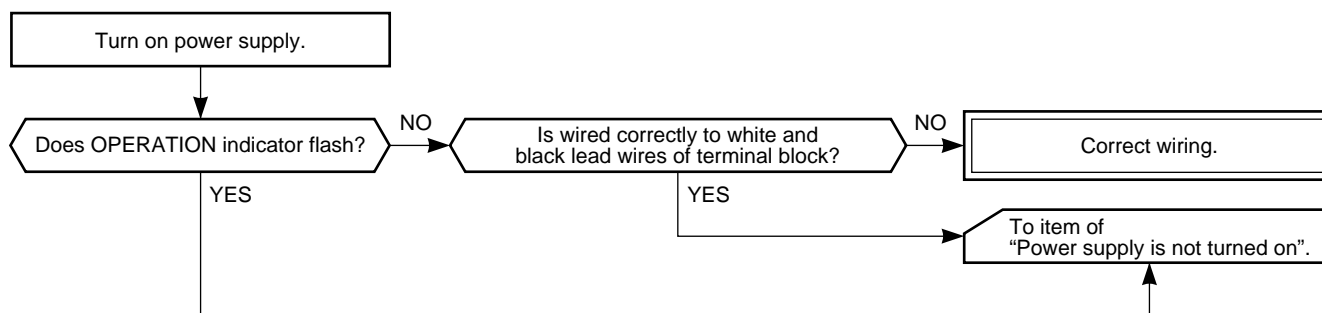 Turn on power supply.
Does OPERATION indicator flash?
NO
Is wired correctly to white and
black lead wires of terminal block?
NO
Correct wiring.
YES
YES
To item of
“Power supply is not turned on”.